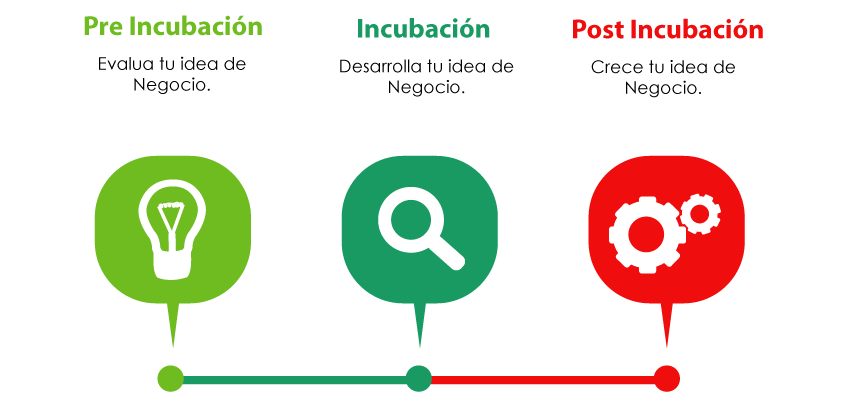 Pre Incubación
Evalua tu idea de
Negocio.
Incubación
Desarrolla tu idea de
Negocio.
Post Incubación
Crece tu idea de
Negocio.